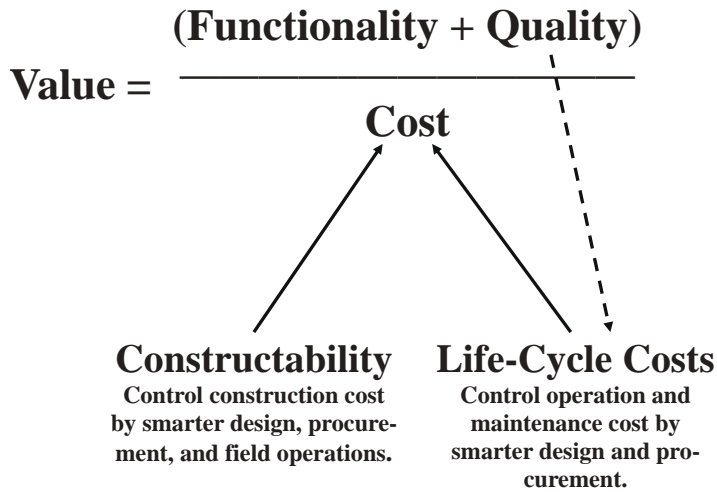 (Functionality + Quality)
Value =
Cost
Constructability
Control construction cost
by smarter design, procure-
ment, and field operations.
Life-Cycle Costs
Control operation and
maintenance cost by
smarter design and pro-
curement.